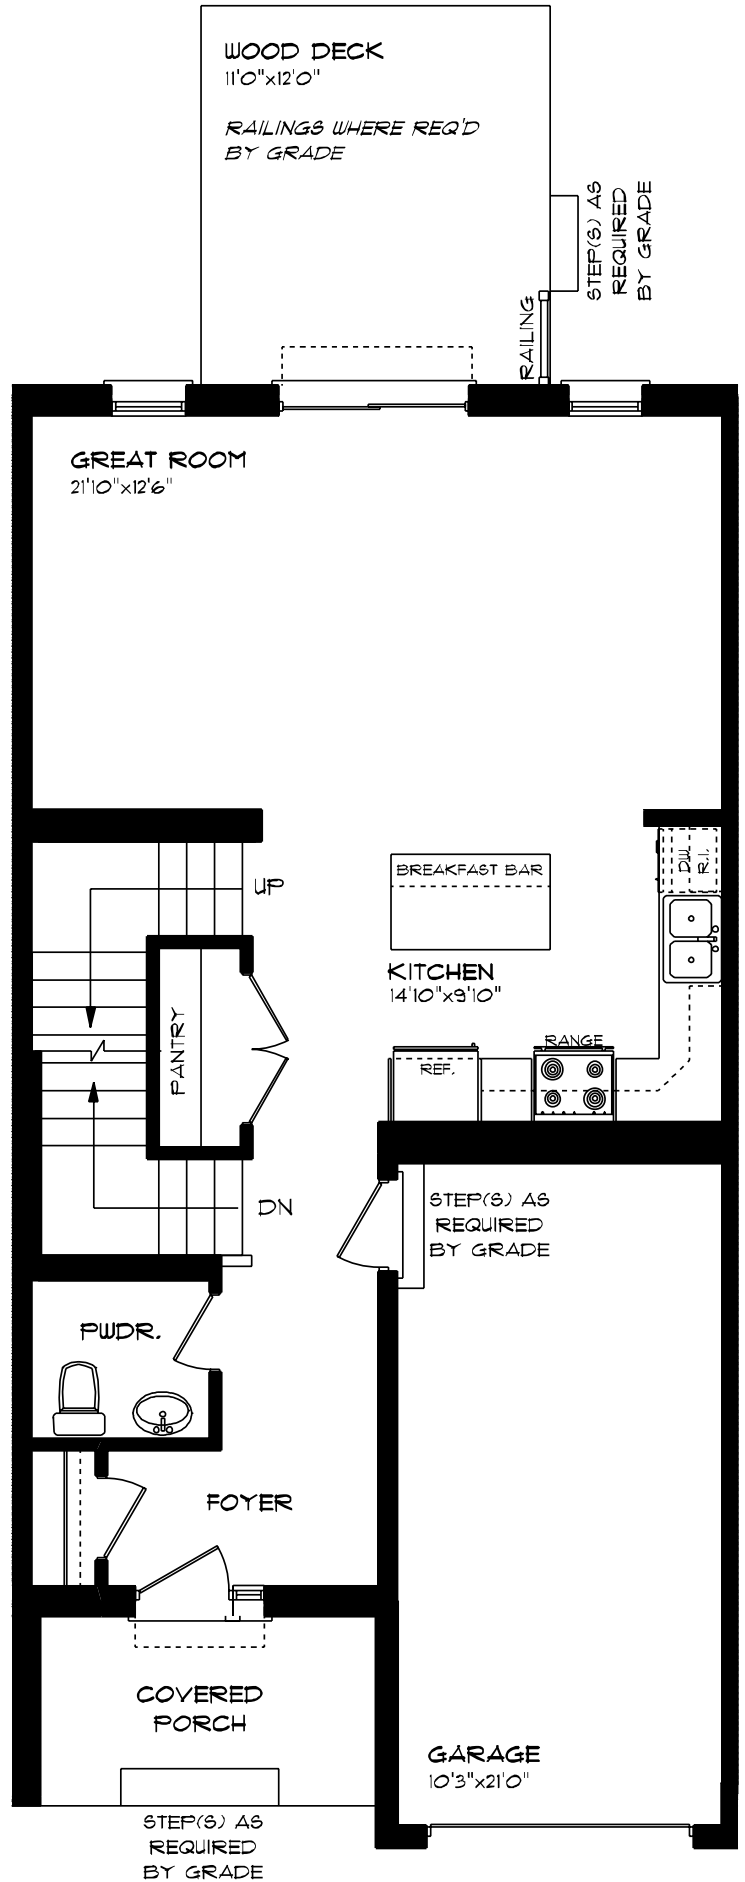 WOOD DECK
11'0"x12'0"
RAILINGS WHERE REQ'D
BY GRADE
STEP(S) AS
REQUIRED
BY GRADE
RAILING
GREAT ROOM
21'10"x12'6"
UP
BREAKFAST BAR
D.W.
R.I.
KITCHEN
14'10"x9'10"
PANTRY
REF.
RANGE
DN
STEP(S) AS
REQUIRED
BY GRADE
PWDR.
FOYER
COVERED
PORCH
GARAGE
10'3"x21'0"
STEP(S) AS
REQUIRED
BY GRADE